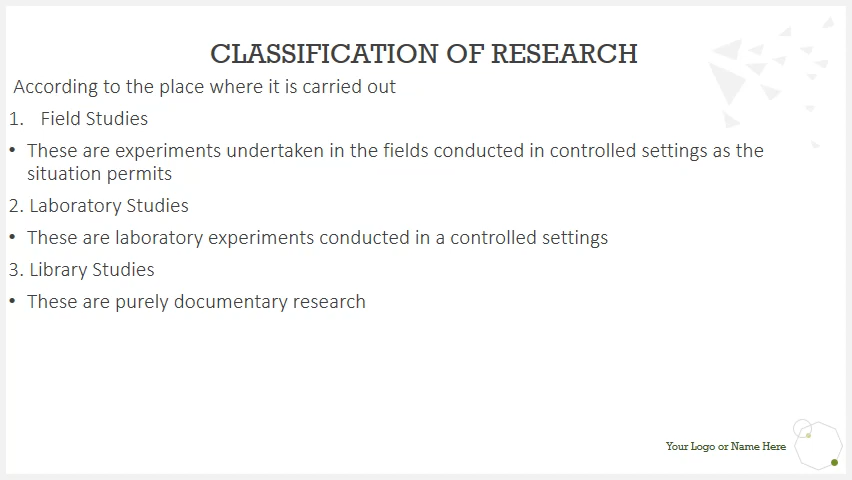 CLASSIFICATION OF RESEARCH
According to the place where it is carried out
1. Field Studies
• These are experiments undertaken in the fields conducted in controlled settings as the
situation permits
2. Laboratory Studies
• These are laboratory experiments conducted in a controlled settings
3. Library Studies
• These are purely documentary research
Your Logo or Name Here